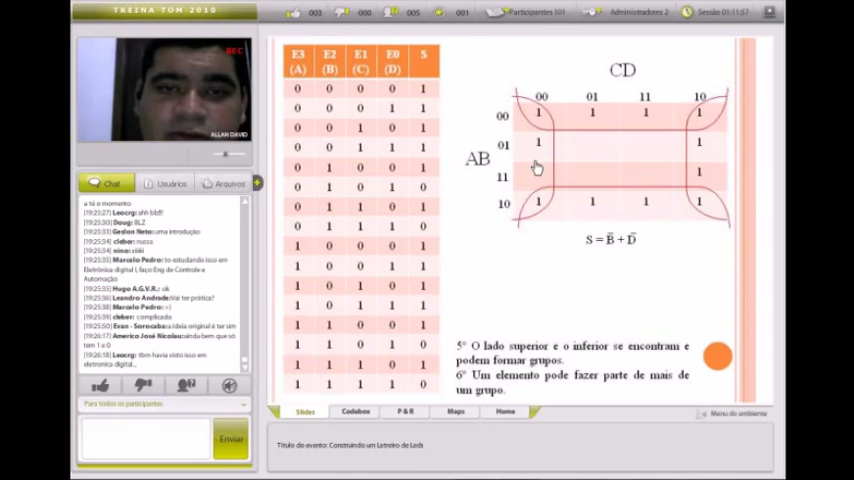 TREINA TOM 2010
003
000
005
001
Participantes 101
Administradores 2
Sessão 01:11:57
REC
ALLAN DAVID
Chat
Usuários
Arquivos
a té o momento
[19:25:27] Leocrg: ahh blz!!!
[19:25:30] Doug: BLZ
[19:25:33] Geslon Neto: uma introdução
[19:25:34] cleber: nussa
[19:25:34] nino: xiiiiii
[19:25:35] Marcelo Pedro: to estudando isso em
Eletrônica digital I, faço Eng de Controle e
Automação
[19:25:35] Hugo A.G.V.R.: ok
[19:25:36] Leandro Andrade: Vai ter prática?
[19:25:38] Marcelo Pedro: =)
[19:25:39] cleber: complicado
[19:25:50] Evan - Sorocaba: a ideia original é ter sim
[19:26:17] Americo José Nicolau: ainda bem que só
tem 1 e 0
[19:26:18] Leocrg: tbm havia visto isso em
eletronica digital...
Para todos os participantes
Enviar
E3 E2 E1 E0 S
(A) (B) (C) (D)
0 0 0 0 1
0 0 0 1 1
0 0 1 0 1
0 0 1 1 1
0 1 0 0 1
0 1 0 1 0
0 1 1 0 1
0 1 1 1 0
1 0 0 0 1
1 0 0 1 1
1 0 1 0 1
1 0 1 1 1
1 1 0 0 1
1 1 0 1 0
1 1 1 0 1
1 1 1 1 0
CD
00 01 11 10
00 1 1 1 1
01 1 1
AB
11 1
10 1 1 1 1
S = B̅ + D̅
5º O lado superior e o inferior se encontram e
podem formar grupos.
6º Um elemento pode fazer parte de mais de
um grupo.
Slides
Codebox
P & R
Maps
Home
Menu do ambiente
Título do evento: Construindo um Letreiro de Leds